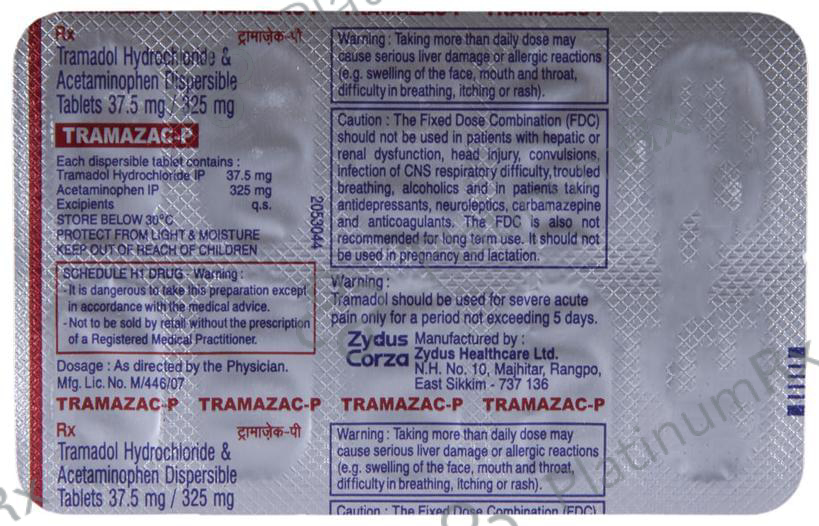 TRAMAZAC-P TRAMAZAC-P TRAMAZAC-P TRAMAZAC-P
Rx ट्रामाज़ेक-पी
Tramadol Hydrochloride &
Acetaminophen Dispersible
Tablets 37.5 mg / 325 mg
TRAMAZAC-P
Each dispersible tablet contains :
Tramadol Hydrochloride IP 37.5 mg
Acetaminophen IP 325 mg
Excipients q.s.
STORE BELOW 30°C
PROTECT FROM LIGHT & MOISTURE
KEEP OUT OF REACH OF CHILDREN
SCHEDULE H1 DRUG - Warning :
- It is dangerous to take this preparation except
in accordance with the medical advice.
- Not to be sold by retail without the prescription
of a Registered Medical Practitioner.
Dosage : As directed by the Physician.
Mfg. Lic. No. M/446/07
2053044
Warning : Taking more than daily dose may
cause serious liver damage or allergic reactions
(e.g. swelling of the face, mouth and throat,
difficulty in breathing, itching or rash).
Caution : The Fixed Dose Combination (FDC)
should not be used in patients with hepatic or
renal dysfunction, head injury, convulsions,
infection of CNS respiratory difficulty, troubled
breathing, alcoholics and in patients taking
antidepressants, neuroleptics, carbamazepine
and anticoagulants. The FDC is also not
recommended for long term use. It should not
be used in pregnancy and lactation.
Warning :
Tramadol should be used for severe acute
pain only for a period not exceeding 5 days.
Zydus
Corza
Manufactured by :
Zydus Healthcare Ltd.
N.H. No. 10, Majhitar, Rangpo,
East Sikkim - 737 136
TRAMAZAC-P TRAMAZAC-P TRAMAZAC-P TRAMAZAC-P
Rx ट्रामाज़ेक-पी
Tramadol Hydrochloride &
Acetaminophen Dispersible
Tablets 37.5 mg / 325 mg
Warning : Taking more than daily dose may
cause serious liver damage or allergic reactions
(e.g. swelling of the face, mouth and throat,
difficulty in breathing, itching or rash).
Caution : The Fixed Dose Combination (FDC)
PlatinumRx